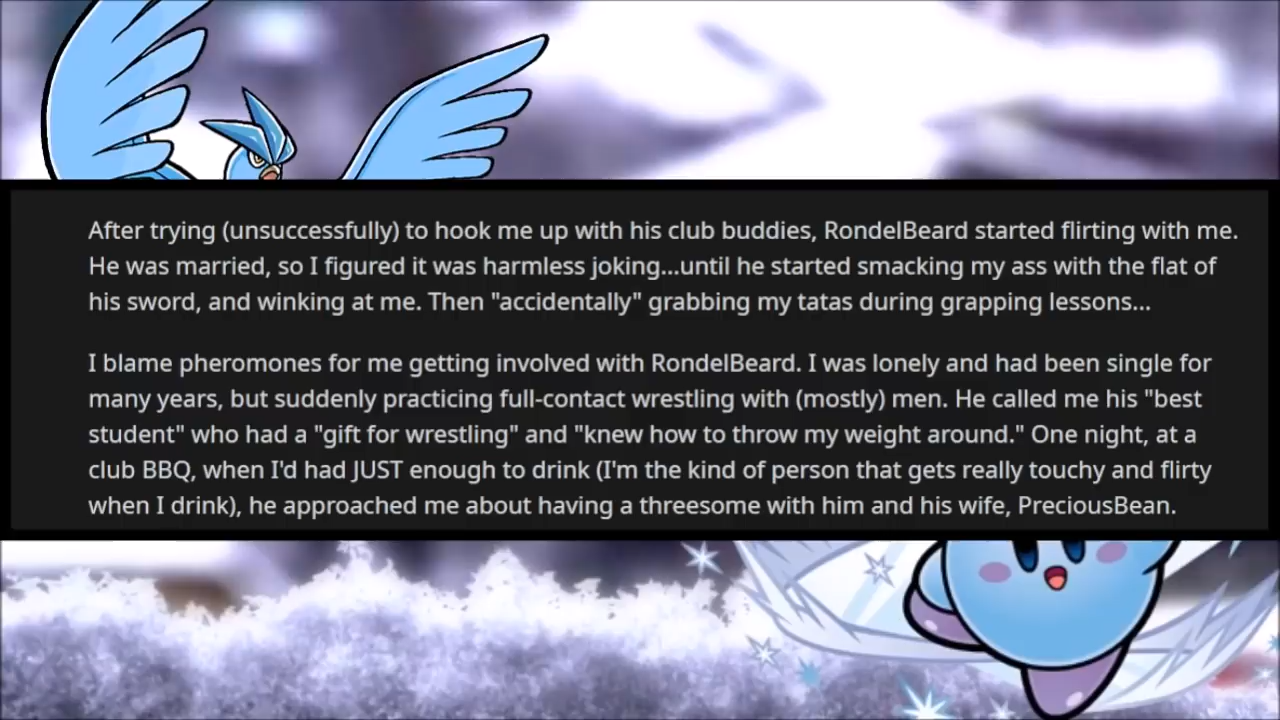 After trying (unsuccessfully) to hook me up with his club buddies, RondelBeard started flirting with me.
He was married, so I figured it was harmless joking...until he started smacking my ass with the flat of
his sword, and winking at me. Then "accidentally" grabbing my tatas during grapping lessons...
I blame pheromones for me getting involved with RondelBeard. I was lonely and had been single for
many years, but suddenly practicing full-contact wrestling with (mostly) men. He called me his "best
student" who had a "gift for wrestling" and "knew how to throw my weight around." One night, at a
club BBQ, when I'd had JUST enough to drink (I'm the kind of person that gets really touchy and flirty
when I drink), he approached me about having a threesome with him and his wife, PreciousBean.